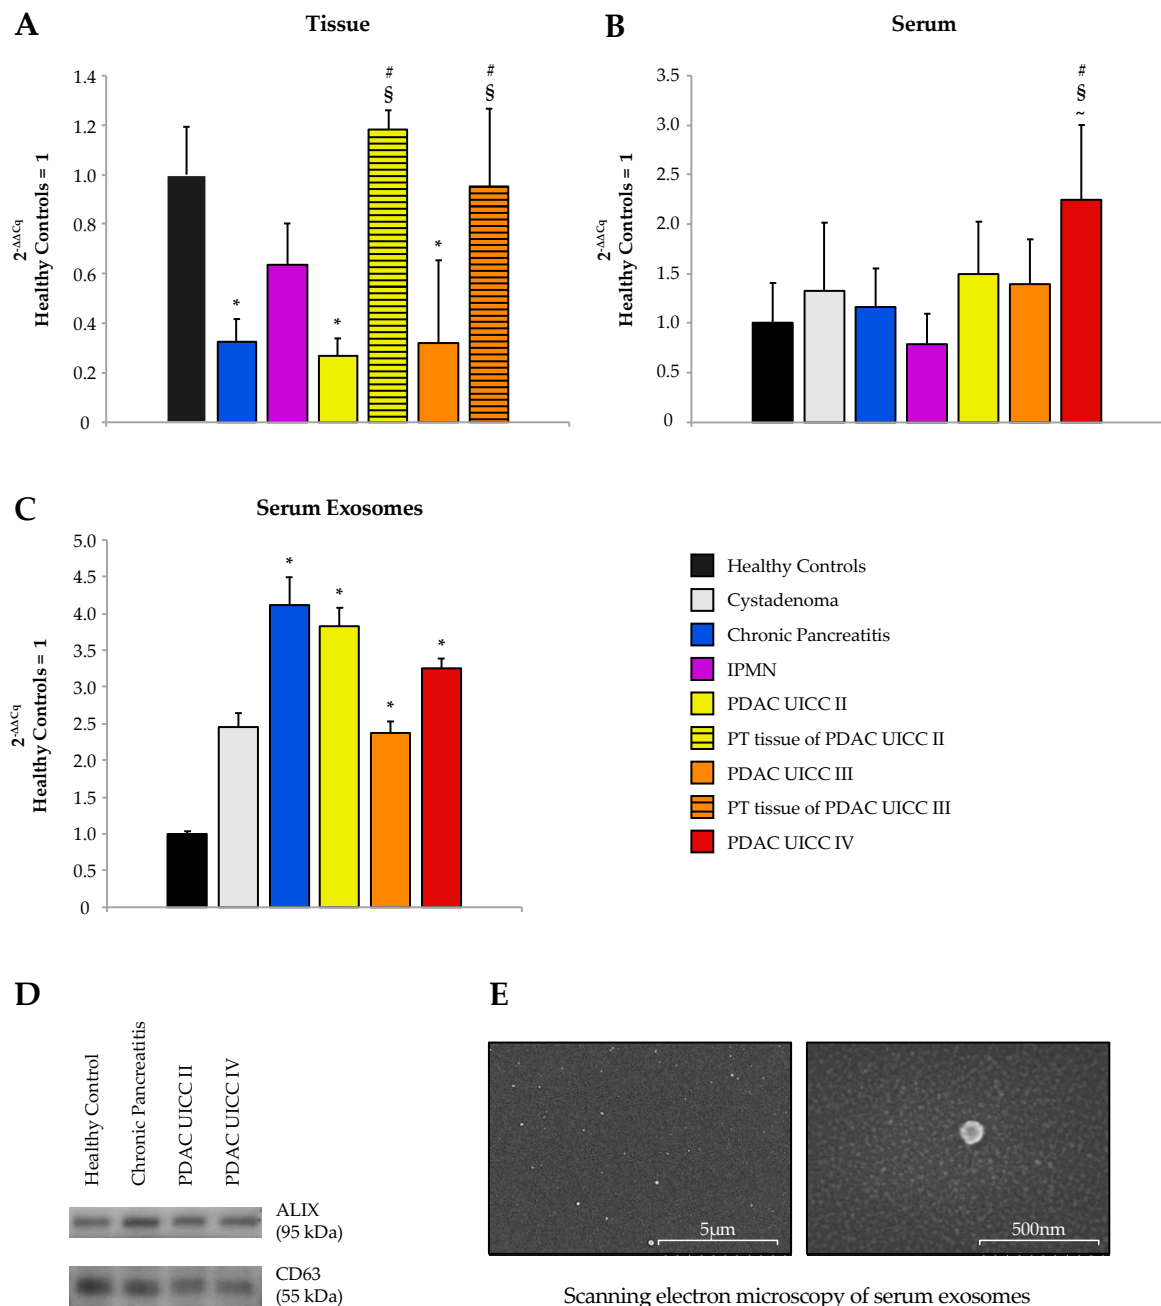 A
Tissue
2-ΔΔCq
Healthy Controls = 1
1.4
1.2
1.0
0.8
0.6
0.4
0.2
0
*
*
#
§
*
#
§
B
Serum
2-ΔΔCq
Healthy Controls = 1
3.5
3.0
2.5
2.0
1.5
1.0
0.5
0
#
§
~
C
Serum Exosomes
2-ΔΔCq
Healthy Controls = 1
5.0
4.5
4.0
3.5
3.0
2.5
2.0
1.5
1.0
0.5
0
*
*
*
*
Healthy Controls
Cystadenoma
Chronic Pancreatitis
IPMN
PDAC UICC II
PT tissue of PDAC UICC II
PDAC UICC III
PT tissue of PDAC UICC III
PDAC UICC IV
D
Healthy Control
Chronic Pancreatitis
PDAC UICC II
PDAC UICC IV
ALIX
(95 kDa)
CD63
(55 kDa)
E
5μm
500nm
Scanning electron microscopy of serum exosomes